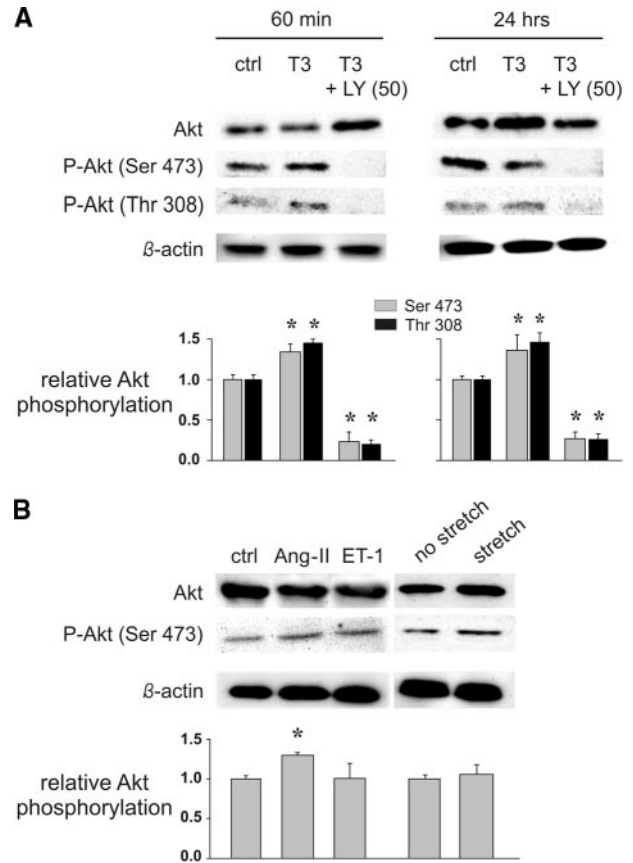 A
60 min
24 hrs
ctrl T3 T3 + LY (50)
ctrl T3 T3 + LY (50)
Akt
P-Akt (Ser 473)
P-Akt (Thr 308)
ß-actin
Ser 473
Thr 308
relative Akt phosphorylation
1.5
1.0
0.5
0.0
* * * *
* * * *
B
ctrl Ang-II ET-1 no stretch stretch
Akt
P-Akt (Ser 473)
ß-actin
relative Akt phosphorylation
1.5
1.0
0.5
0.0
*